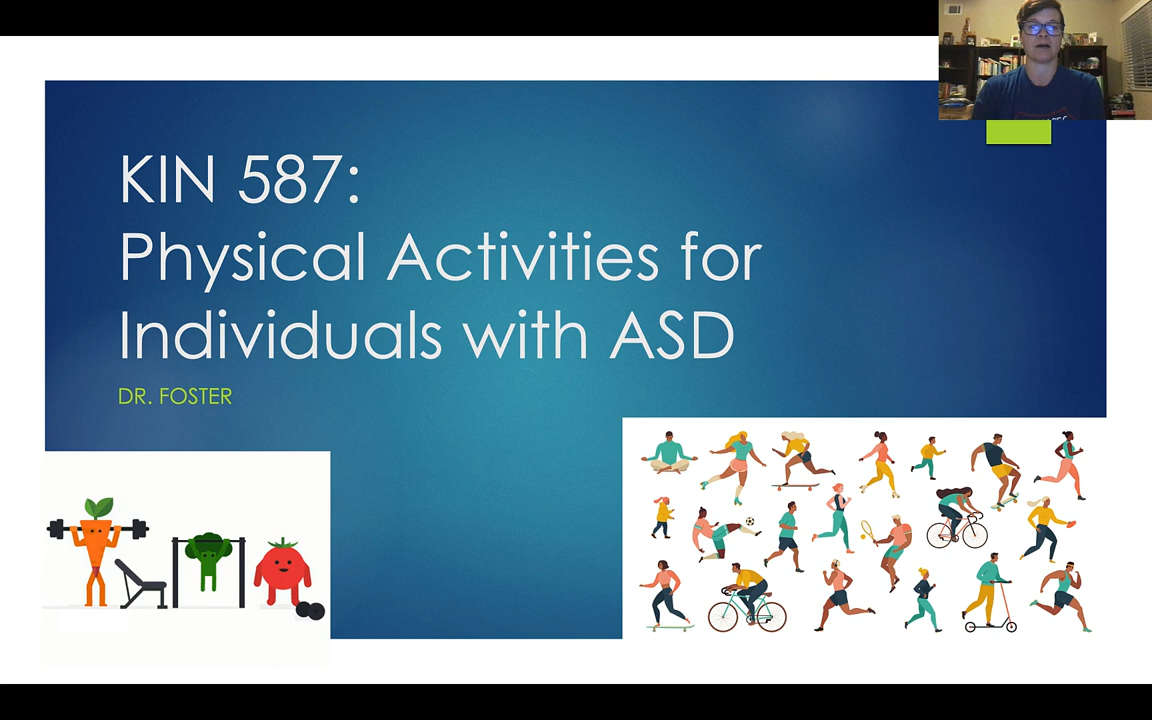 KIN 587:
Physical Activities for
Individuals with ASD
DR. FOSTER